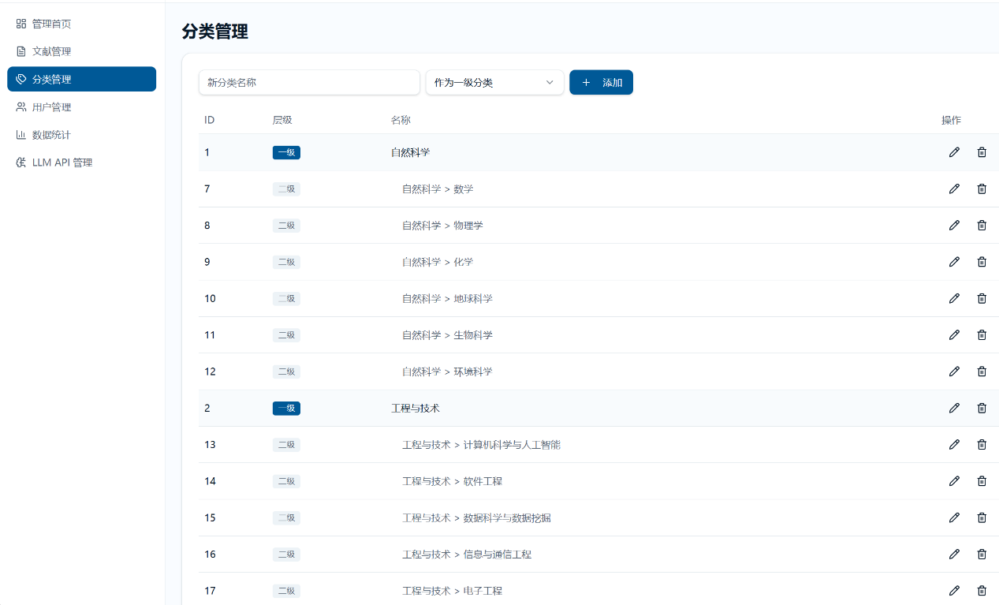 管理首页
文献管理
分类管理
用户管理
数据统计
LLM API 管理
分类管理
新分类名称 作为一级分类 添加
ID 层级 名称 操作
1 一级 自然科学
7 二级 自然科学 > 数学
8 二级 自然科学 > 物理学
9 二级 自然科学 > 化学
10 二级 自然科学 > 地球科学
11 二级 自然科学 > 生物科学
12 二级 自然科学 > 环境科学
2 一级 工程与技术
13 二级 工程与技术 > 计算机科学与人工智能
14 二级 工程与技术 > 软件工程
15 二级 工程与技术 > 数据科学与数据挖掘
16 二级 工程与技术 > 信息与通信工程
17 二级 工程与技术 > 电子工程